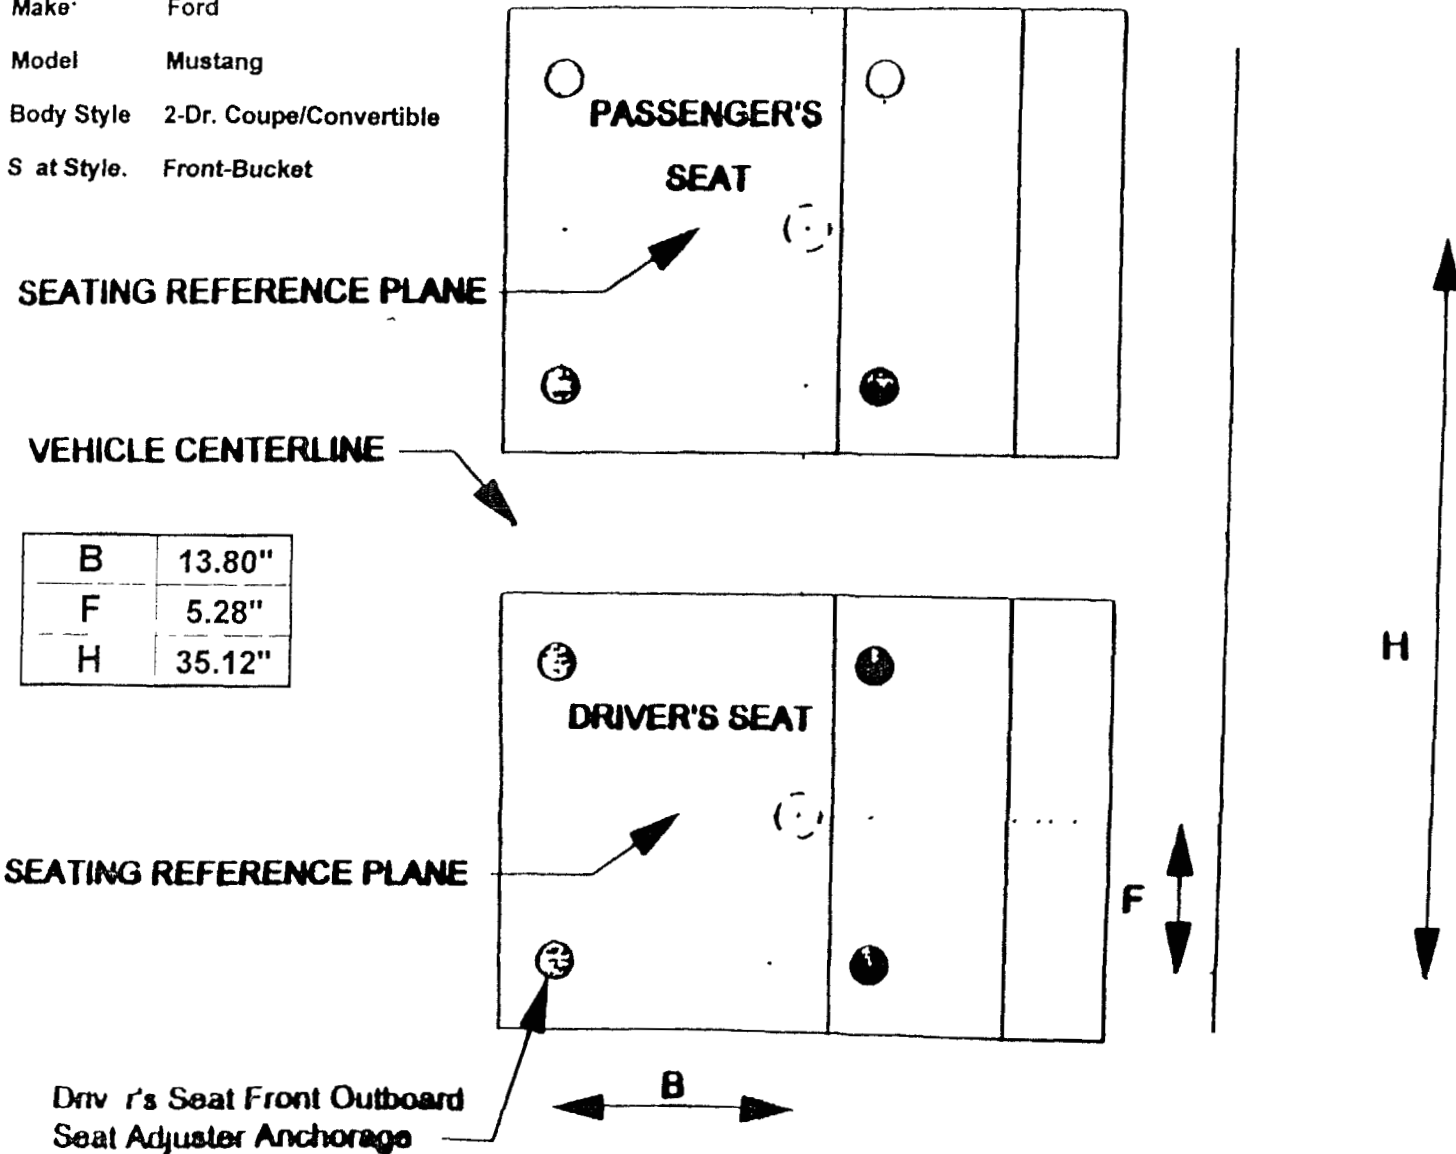 Make Ford
Model Mustang
Body Style 2-Dr. Coupe/Convertible
S at Style. Front-Bucket
PASSENGER'S
SEAT
SEATING REFERENCE PLANE
VEHICLE CENTERLINE
B 13.80"
F 5.28"
H 35.12"
H
DRIVER'S SEAT
SEATING REFERENCE PLANE
F
B
Driv r's Seat Front Outboard
Seat Adjuster Anchorage